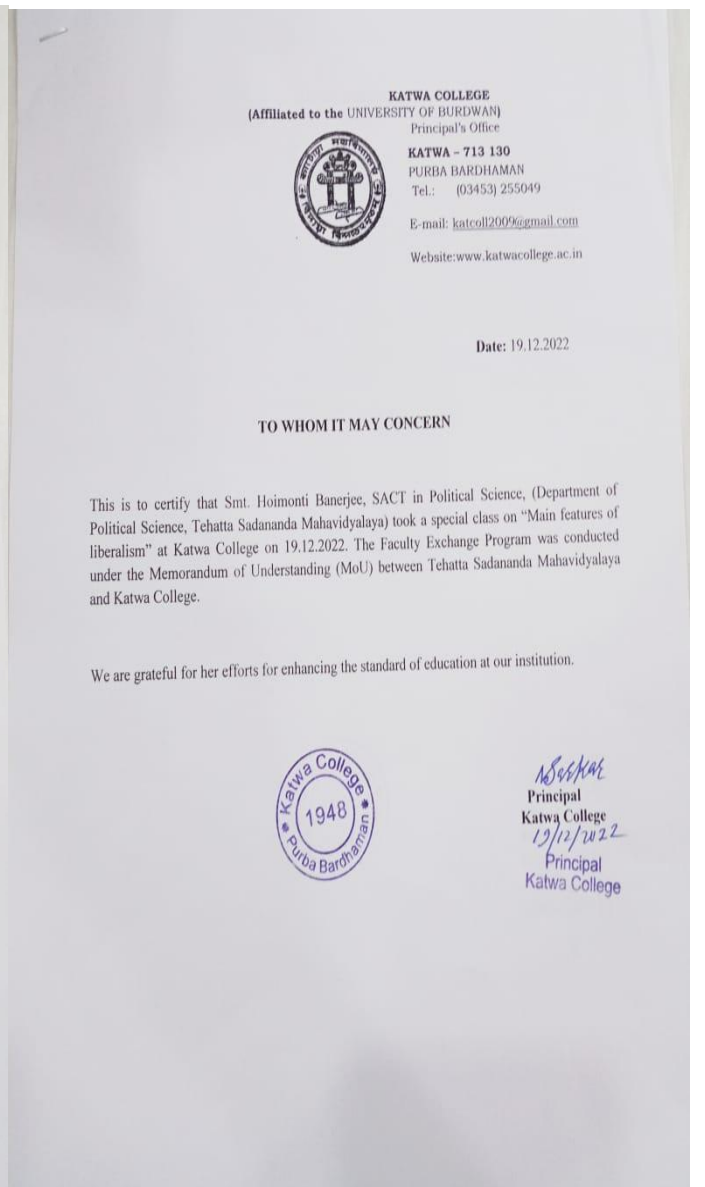 KATWA COLLEGE
(Affiliated to the UNIVERSITY OF BURDWAN)
Principal's Office
KATWA – 713 130
PURBA BARDHAMAN
Tel.: (03453) 255049
E-mail: katcoll2009@gmail.com
Website:www.katwacollege.ac.in
Date: 19.12.2022
TO WHOM IT MAY CONCERN
This is to certify that Smt. Hoimonti Banerjee, SACT in Political Science, (Department of
Political Science, Tehatta Sadananda Mahavidyalaya) took a special class on “Main features of
liberalism” at Katwa College on 19.12.2022. The Faculty Exchange Program was conducted
under the Memorandum of Understanding (MoU) between Tehatta Sadananda Mahavidyalaya
and Katwa College.
We are grateful for her efforts for enhancing the standard of education at our institution.
Katwa College
1948
Purba Bardhaman
Principal
Katwa College
19/12/2022
Principal
Katwa College